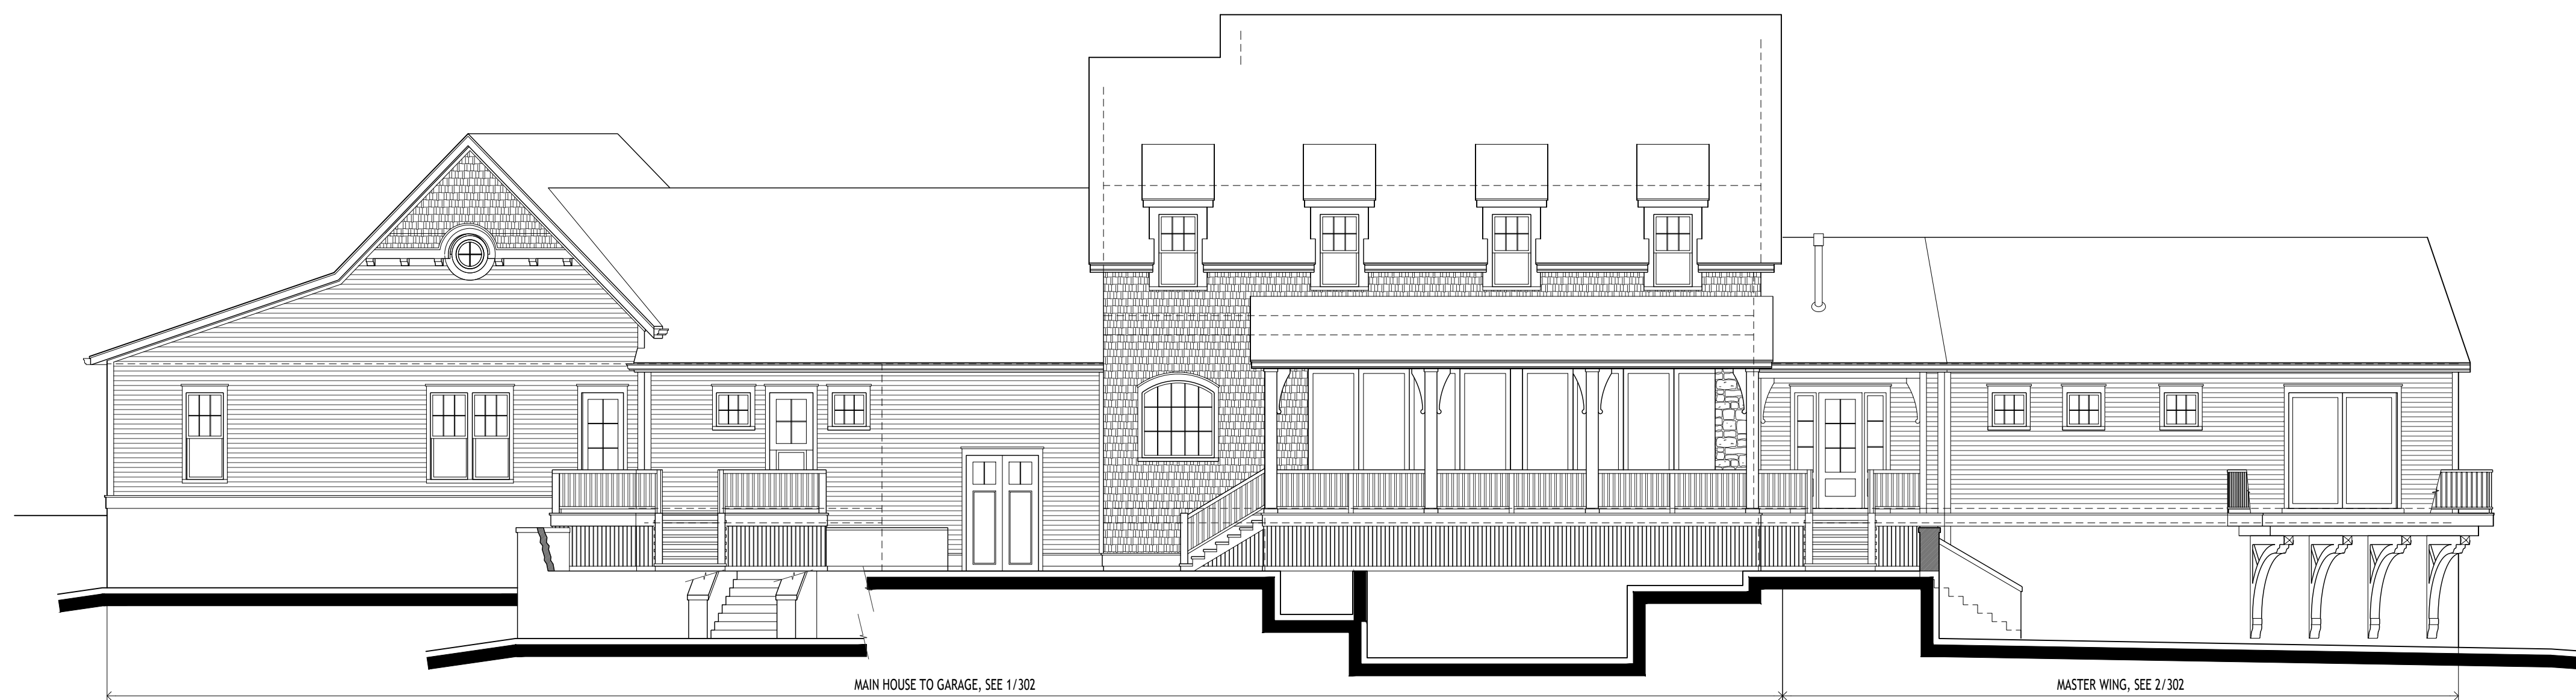 MAIN HOUSE TO GARAGE, SEE 1/302
MASTER WING, SEE 2/302